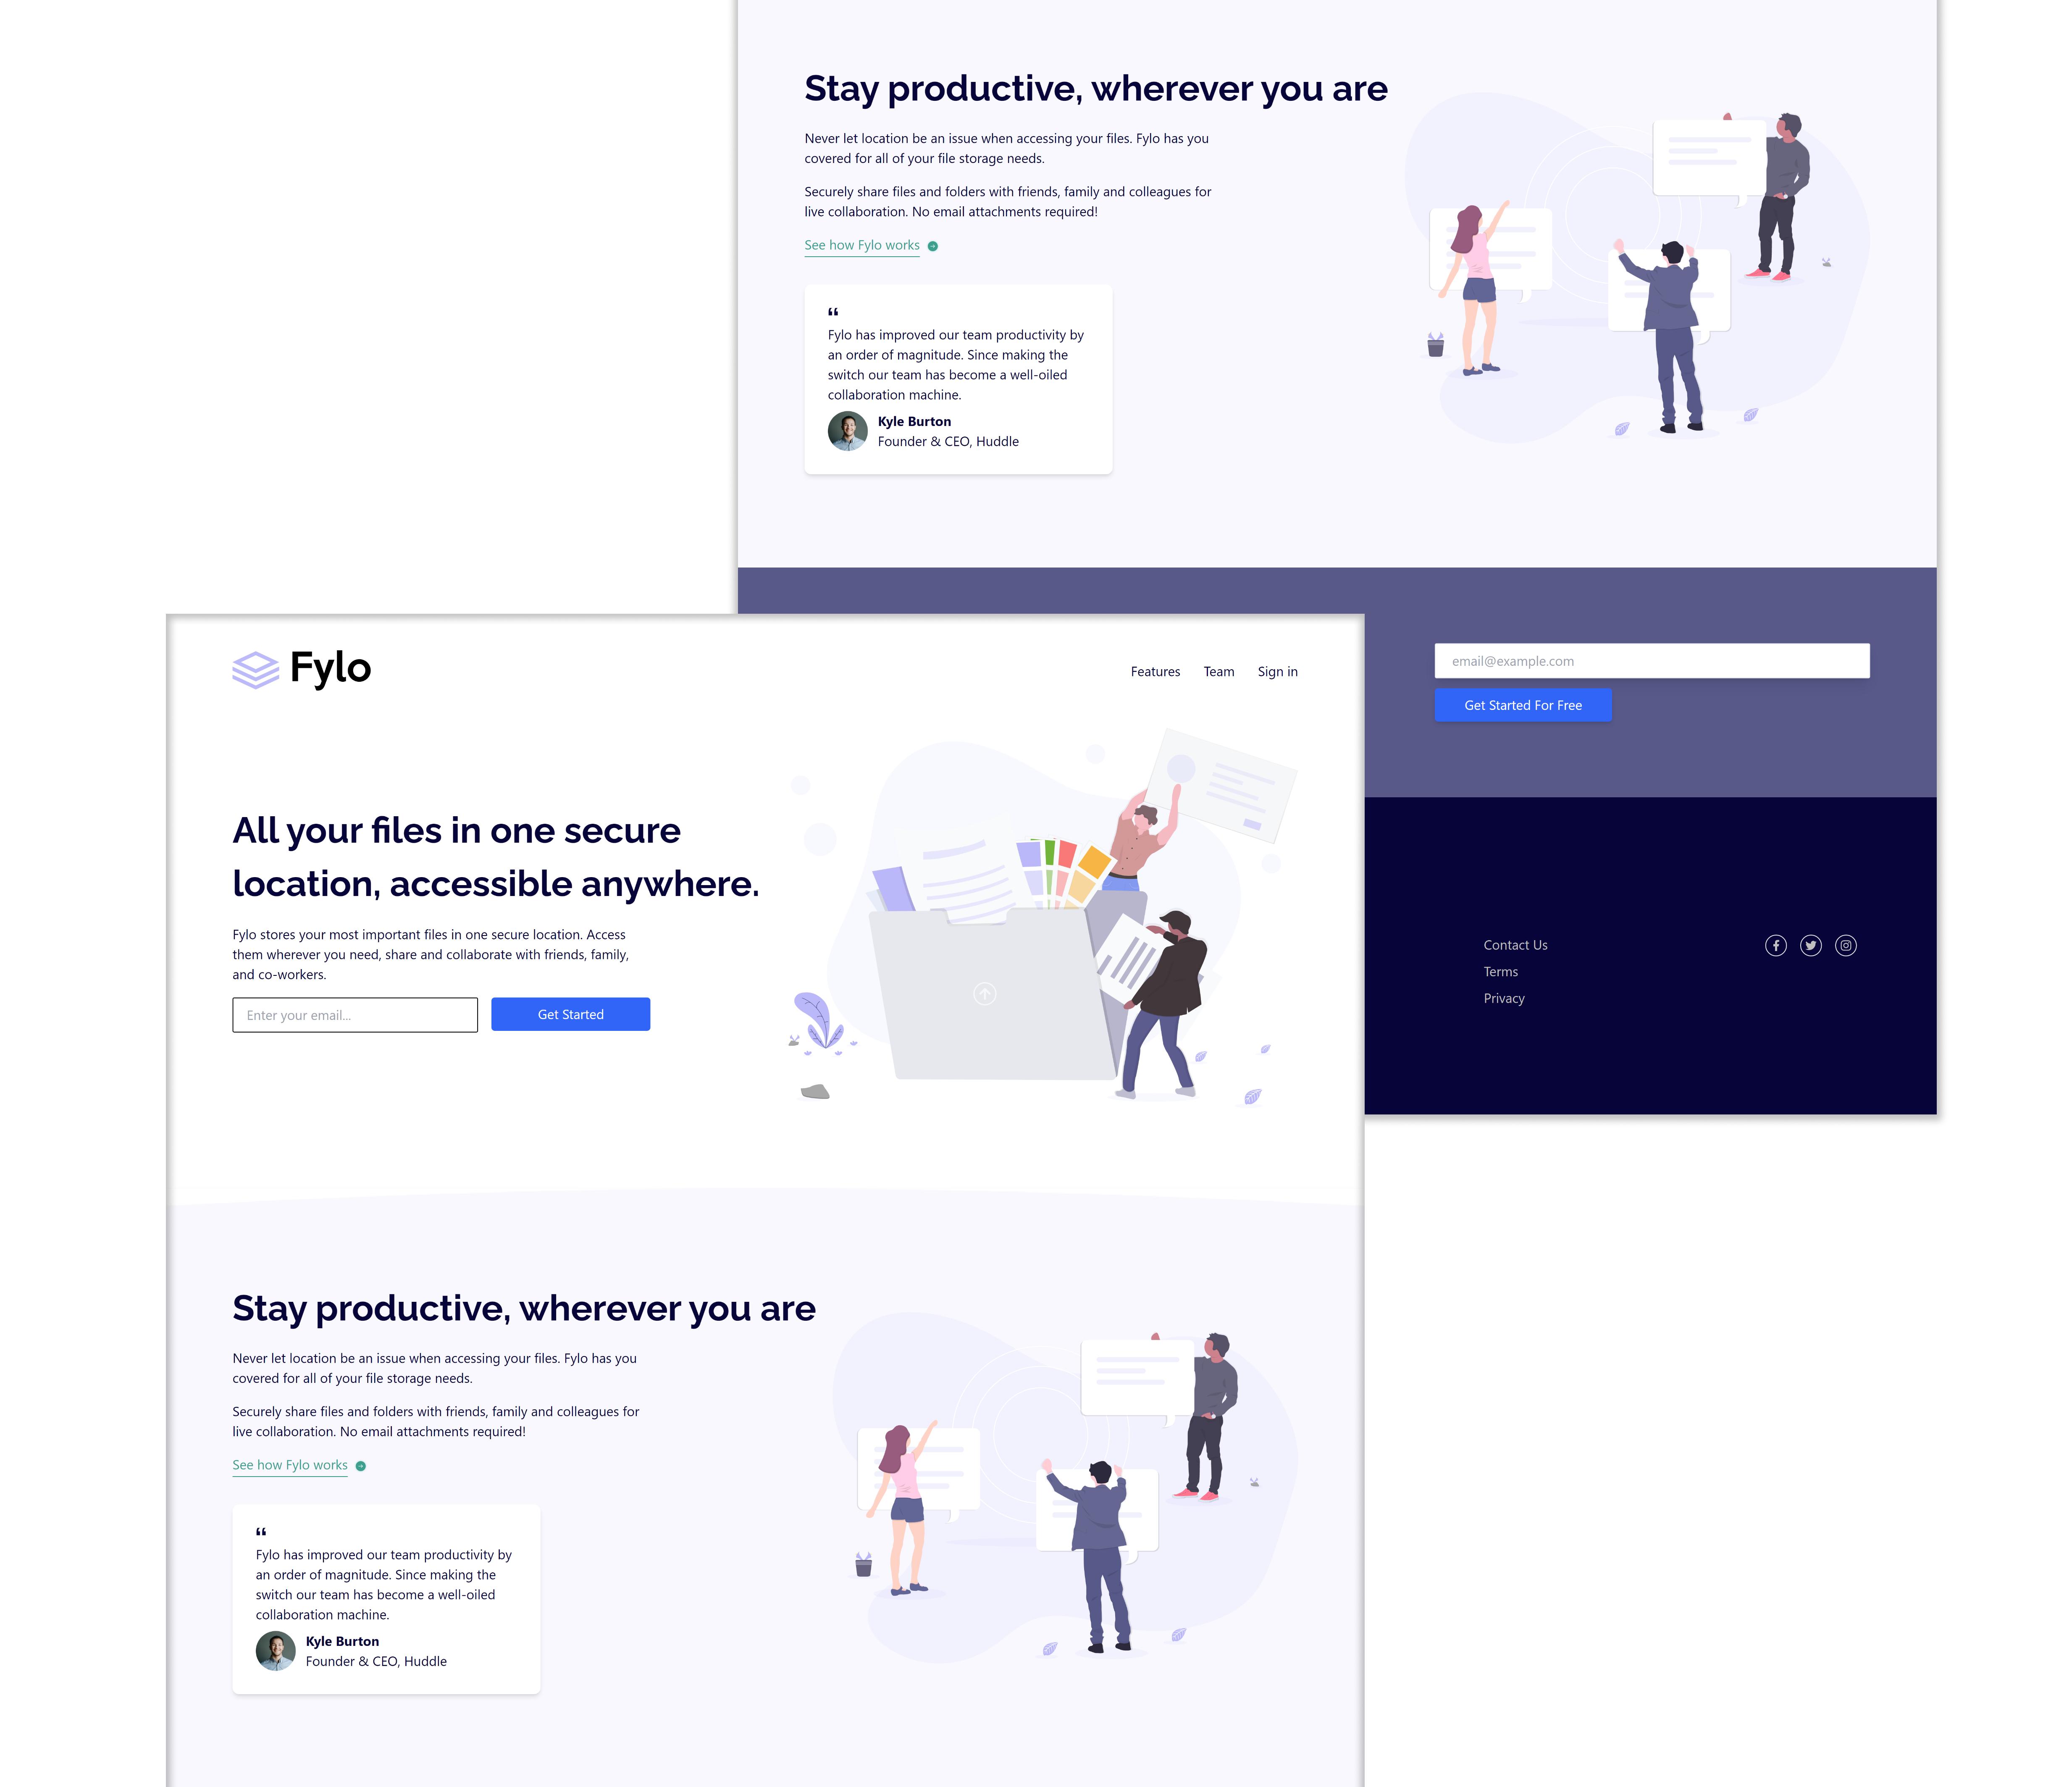 Stay productive, wherever you are
Never let location be an issue when accessing your files. Fylo has you
covered for all of your file storage needs.
Securely share files and folders with friends, family and colleagues for
live collaboration. No email attachments required!
See how Fylo works
“
Fylo has improved our team productivity by
an order of magnitude. Since making the
switch our team has become a well-oiled
collaboration machine.
Kyle Burton
Founder & CEO, Huddle
email@example.com
Get Started For Free
Contact Us
Terms
Privacy
Fylo
Features Team Sign in
All your files in one secure
location, accessible anywhere.
Fylo stores your most important files in one secure location. Access
them wherever you need, share and collaborate with friends, family,
and co-workers.
Enter your email... Get Started
Stay productive, wherever you are
Never let location be an issue when accessing your files. Fylo has you
covered for all of your file storage needs.
Securely share files and folders with friends, family and colleagues for
live collaboration. No email attachments required!
See how Fylo works
“
Fylo has improved our team productivity by
an order of magnitude. Since making the
switch our team has become a well-oiled
collaboration machine.
Kyle Burton
Founder & CEO, Huddle